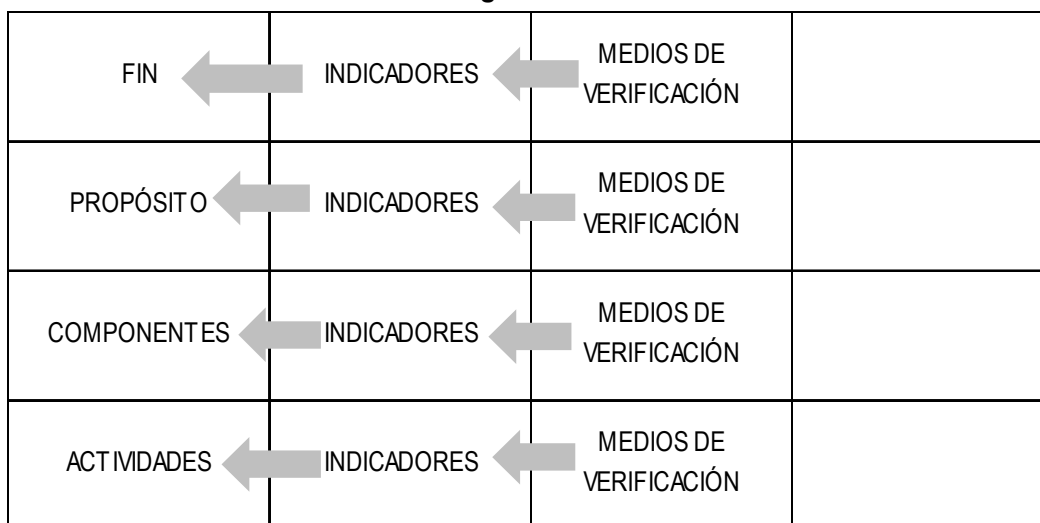 FIN
INDICADORES
MEDIOS DE
VERIFICACIÓN
PROPÓSITO
INDICADORES
MEDIOS DE
VERIFICACIÓN
COMPONENTES
INDICADORES
MEDIOS DE
VERIFICACIÓN
ACTIVIDADES
INDICADORES
MEDIOS DE
VERIFICACIÓN